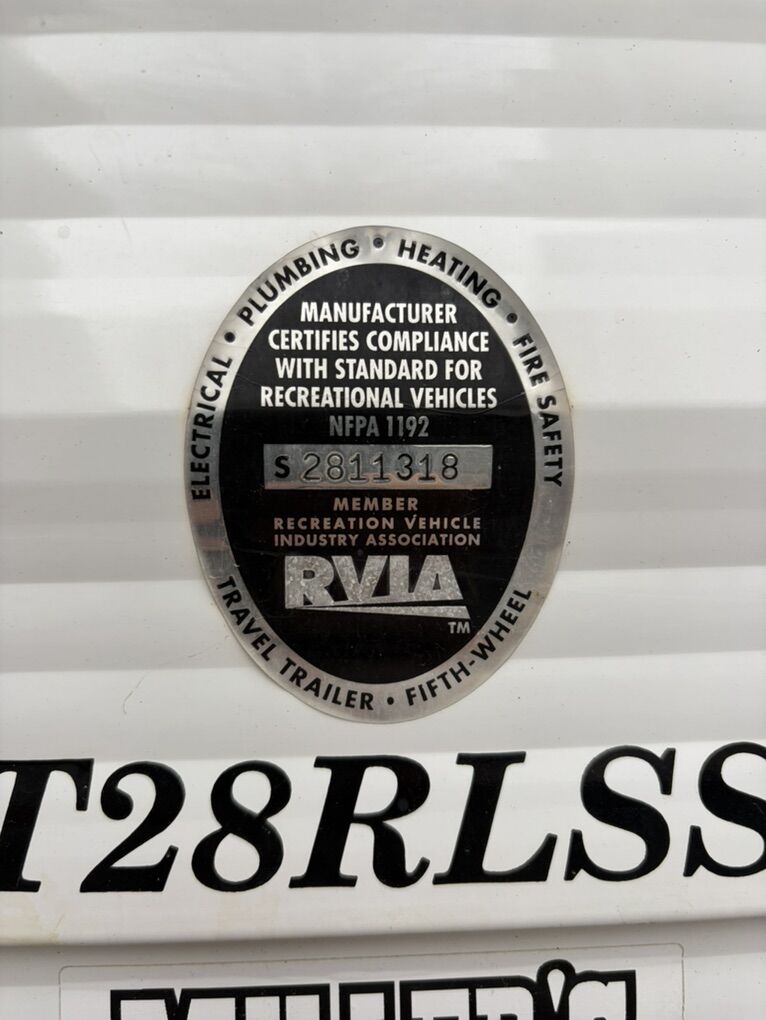 ELECTRICAL • PLUMBING • HEATING • FIRE SAFETY
MANUFACTURER
CERTIFIES COMPLIANCE
WITH STANDARD FOR
RECREATIONAL VEHICLES
NFPA 1192
S 2811318
MEMBER
RECREATION VEHICLE
INDUSTRY ASSOCIATION
RVIA
TM
TRAVEL TRAILER • FIFTH-WHEEL
T28RLSS
MILLER'S